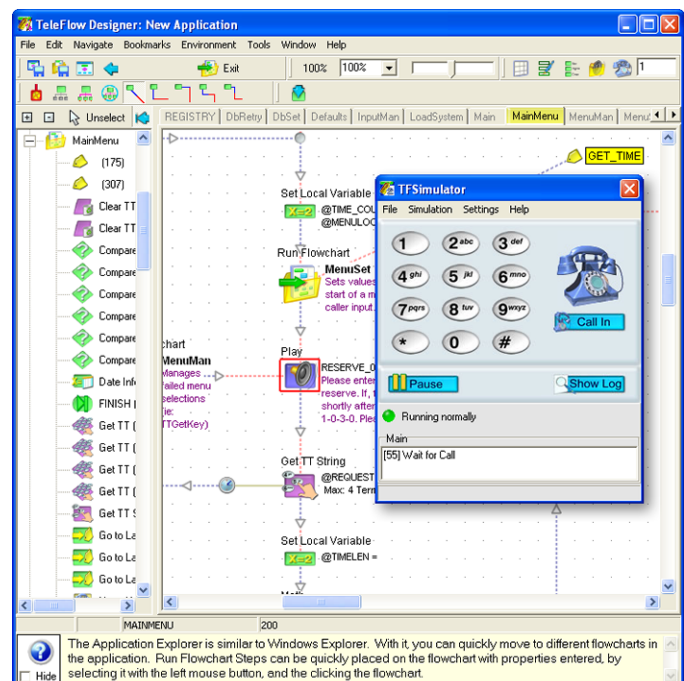 TeleFlow Designer: New Application
File Edit Navigate Bookmarks Environment Tools Window Help
Exit 100% 100% 1
Unselect REGISTRY DbRetry DbSet Defaults InputMan LoadSystem Main MainMenu MenuMan Menu
MainMenu
(175)
(307)
Clear TT
Clear TT
Compare
Compare
Compare
Compare
Compare
Compare
Date Info
FINISH
Get TT (
Get TT (
Get TT (
Get TT (
Get TT S
Go to La
Go to La
Go to La
GET_TIME
Set Local Variable
X=2 @TIME_COU
@MENULOC
Run Flowchart
MenuSet
Sets values
start of a m
caller input.
chart
MenuMan
Manages
failed menu
selections
(ie:
TTGetKey)
Play
RESERVE_0
Please enter
reserve. If, t
shortly after
1-0-3-0. Plea
Get TT String
@REQUEST
Max: 4 Term
Set Local Variable
X=2 @TIMELEN =
TFSimulator
File Simulation Settings Help
1 2 abc 3 def
4 ghi 5 jkl 6 mno
7 pqrs 8 tuv 9 wxyz
* 0 #
Call In
Pause Show Log
Running normally
Main
[55] Wait for Call
MAINMENU 200
The Application Explorer is similar to Windows Explorer. With it, you can quickly move to different flowcharts in
the application. Run Flowchart Steps can be quickly placed on the flowchart with properties entered, by
Hide selecting it with the left mouse button, and the clicking the flowchart.